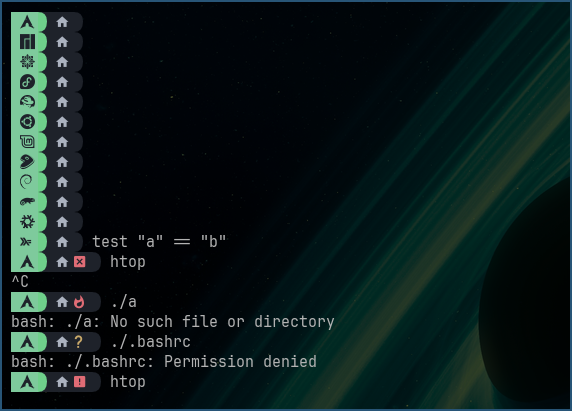 test "a" == "b"
htop
^C
./a
bash: ./a: No such file or directory
? ./.bashrc
bash: ./.bashrc: Permission denied
! htop